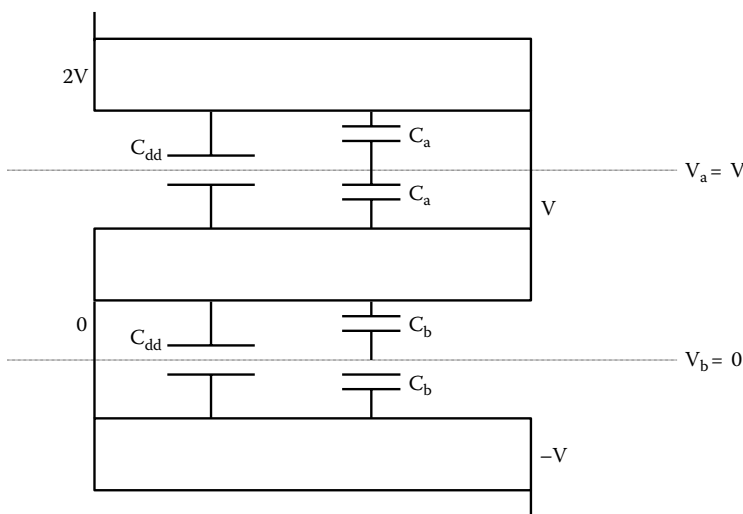 2V
C_dd
C_a
V_a = V
C_a
V
0
C_dd
C_b
V_b = 0
C_b
–V